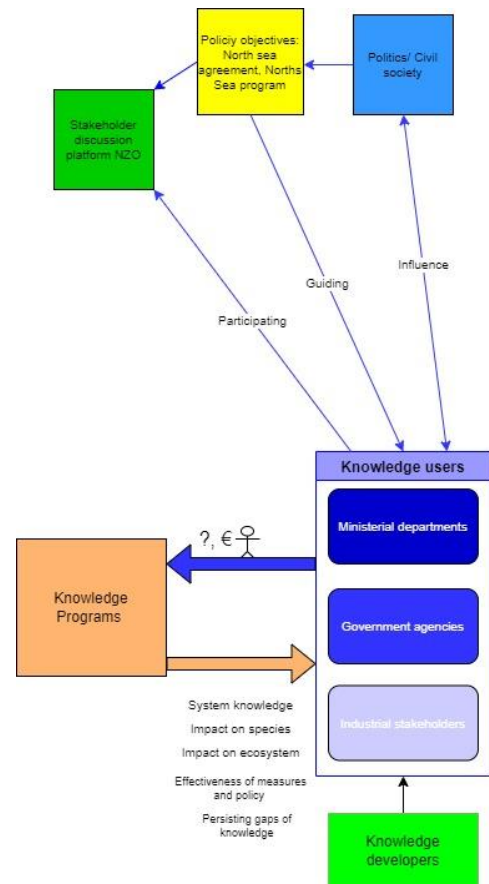 Policiy objectives:
North sea
agreement, Norths
Sea program
Politics/ Civil
society
Stakeholder
discussion
platform NZO
Influence
Guiding
Participating
Knowledge users
Ministerial departments
?, €
Knowledge
Programs
Government agencies
System knowledge
Industrial stakeholders
Impact on species
Impact on ecosystem
Effectiveness of measures
and policy
Persisting gaps of
knowledge
Knowledge
developers